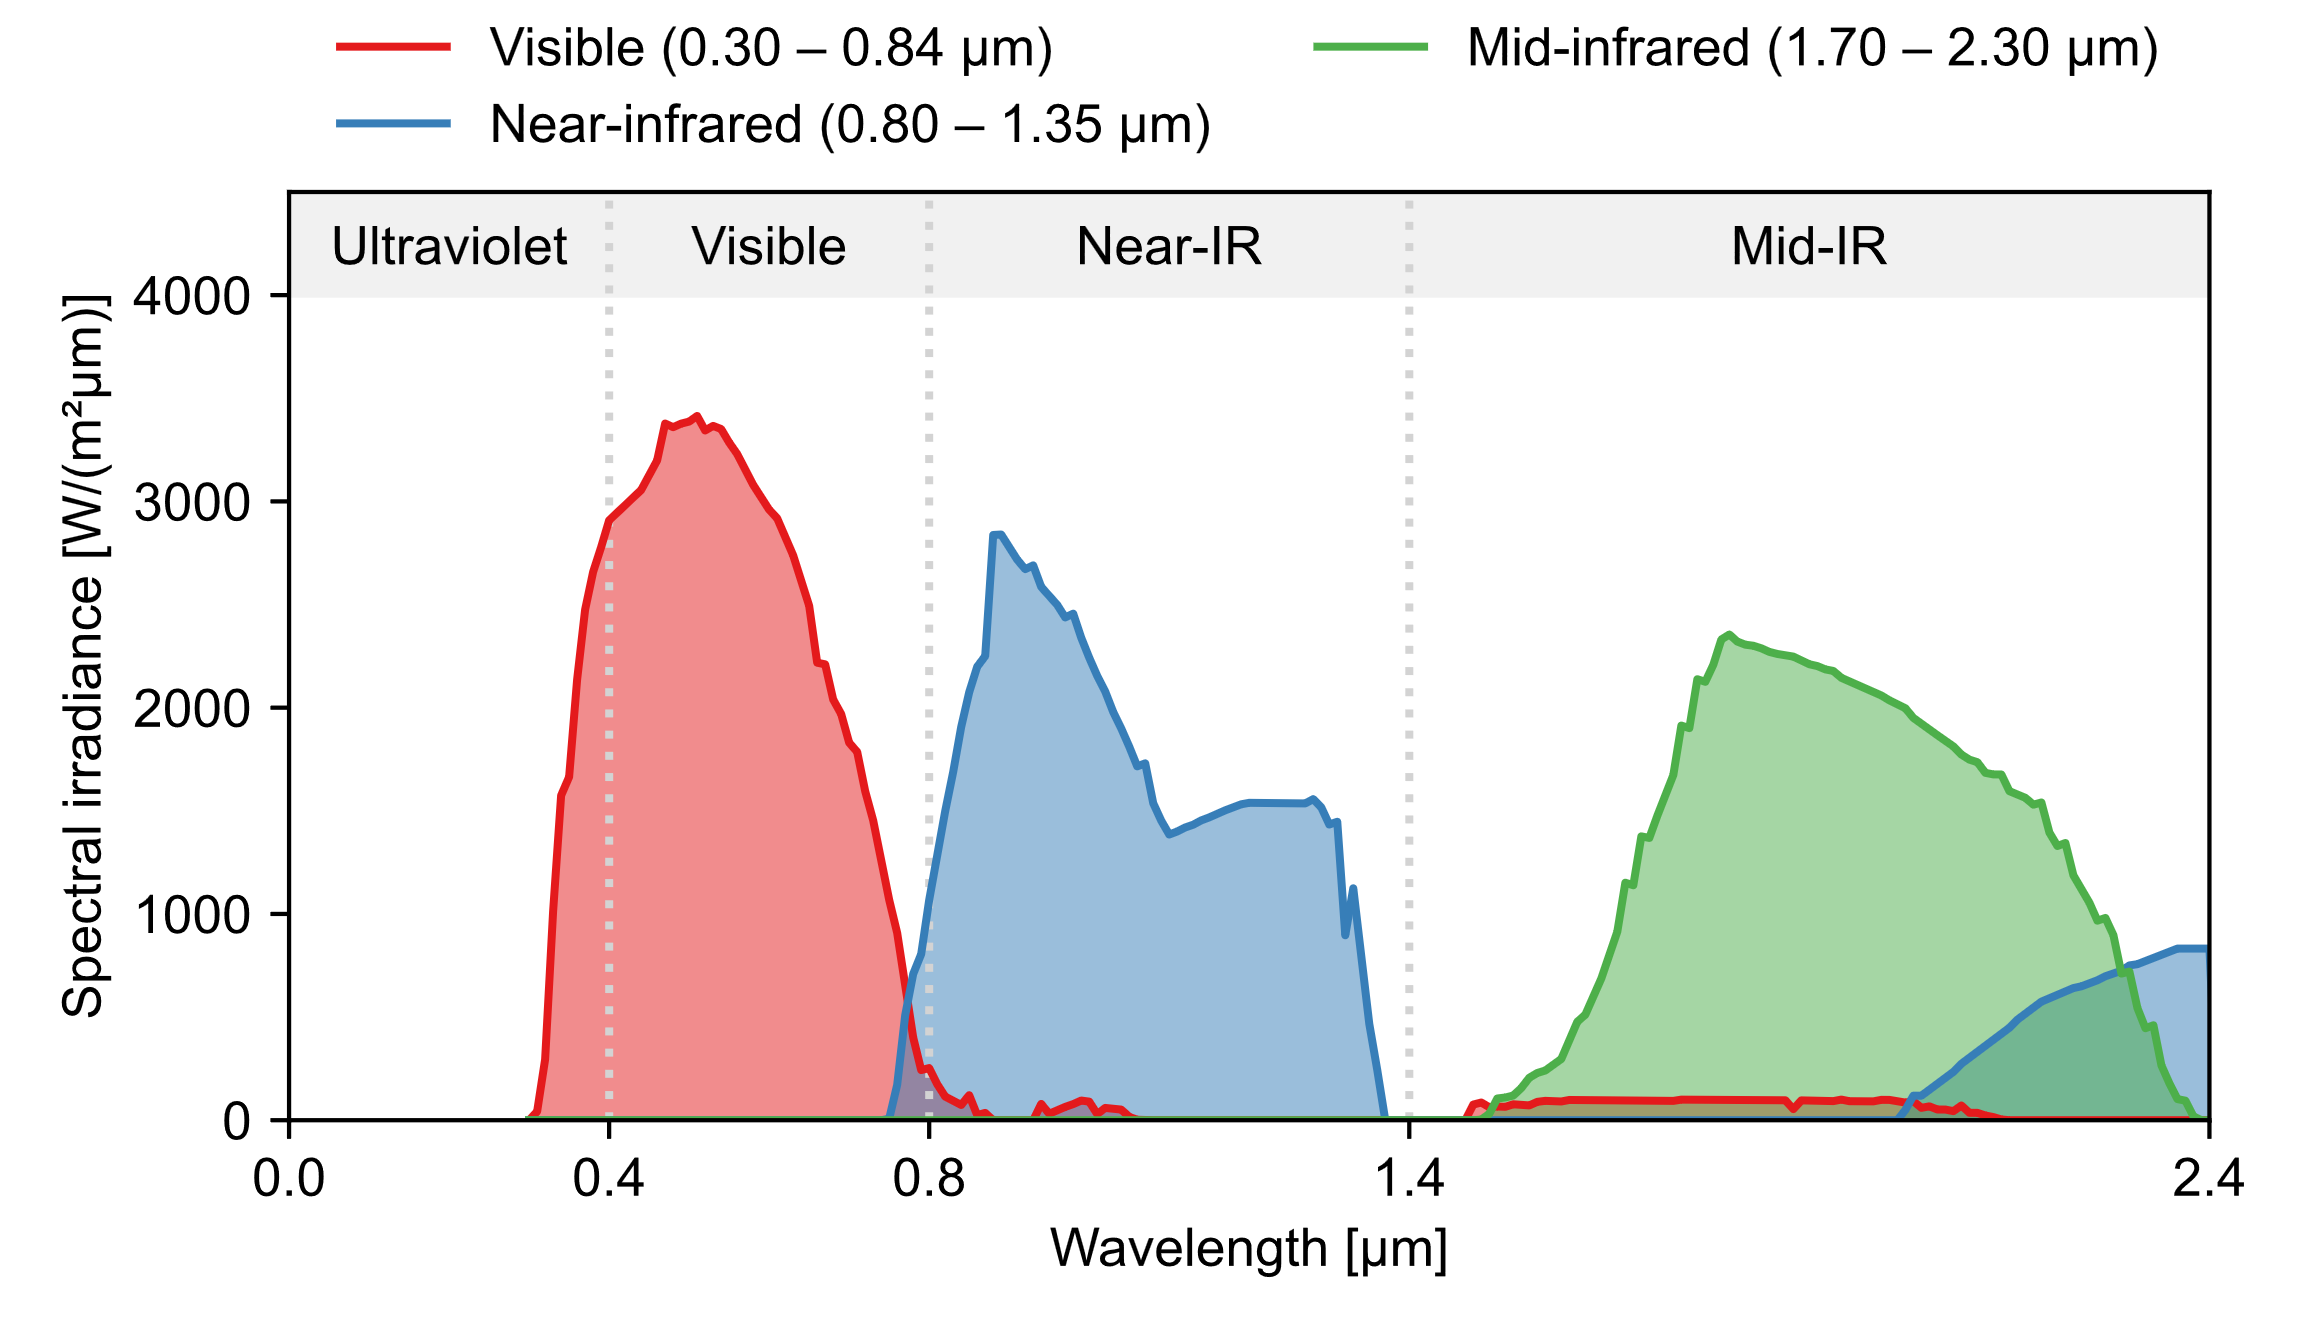 Visible (0.30 – 0.84 µm)
Near-infrared (0.80 – 1.35 µm)
Mid-infrared (1.70 – 2.30 µm)
Ultraviolet
Visible
Near-IR
Mid-IR
Spectral irradiance [W/(m²µm)]
4000
3000
2000
1000
0
0.0
0.4
0.8
1.4
2.4
Wavelength [µm]